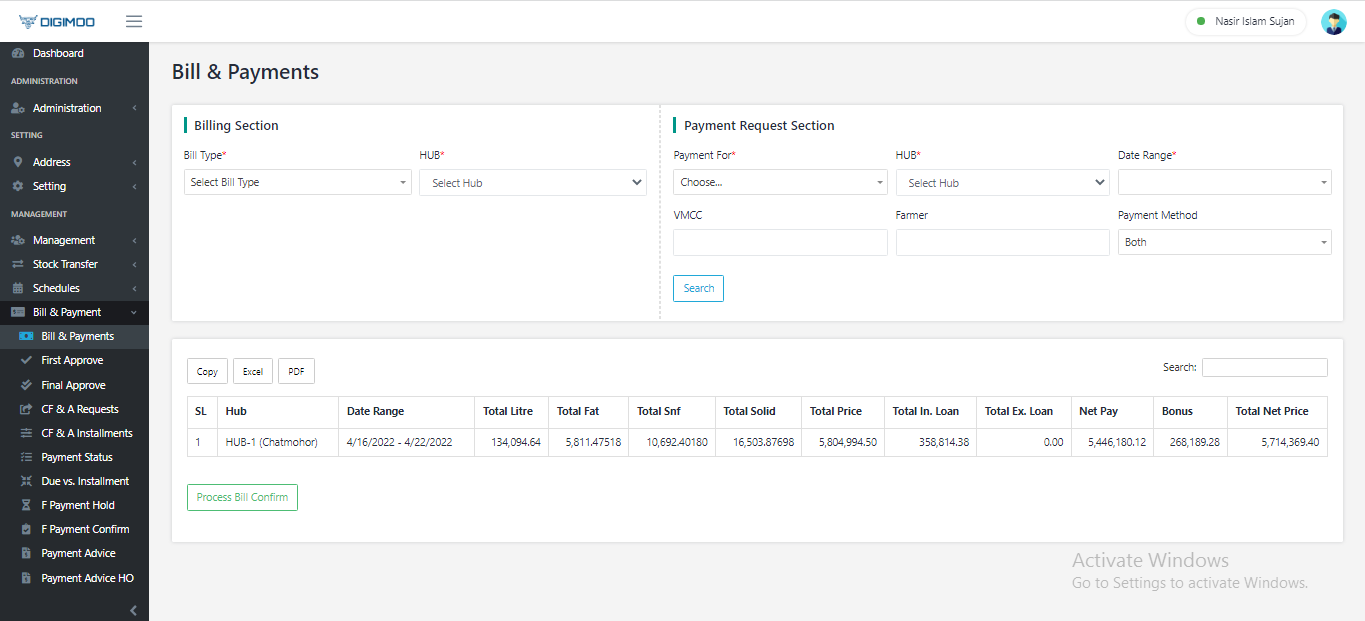 DIGIMOO
Nasir Islam Sujan
Dashboard
ADMINISTRATION
Administration
SETTING
Address
Setting
MANAGEMENT
Management
Stock Transfer
Schedules
Bill & Payment
Bill & Payments
First Approve
Final Approve
CF & A Requests
CF & A Installments
Payment Status
Due vs. Installment
F Payment Hold
F Payment Confirm
Payment Advice
Payment Advice HO
Bill & Payments
Billing Section
Bill Type* HUB*
Select Bill Type Select Hub
Payment Request Section
Payment For* HUB* Date Range*
Choose... Select Hub
VMCC Farmer Payment Method
Both
Search
Copy Excel PDF Search:
SL Hub Date Range Total Litre Total Fat Total Snf Total Solid Total Price Total In. Loan Total Ex. Loan Net Pay Bonus Total Net Price
1 HUB-1 (Chatmohor) 4/16/2022 - 4/22/2022 134,094.64 5,811.47518 10,692.40180 16,503.87698 5,804,994.50 358,814.38 0.00 5,446,180.12 268,189.28 5,714,369.40
Process Bill Confirm
Activate Windows
Go to Settings to activate Windows.